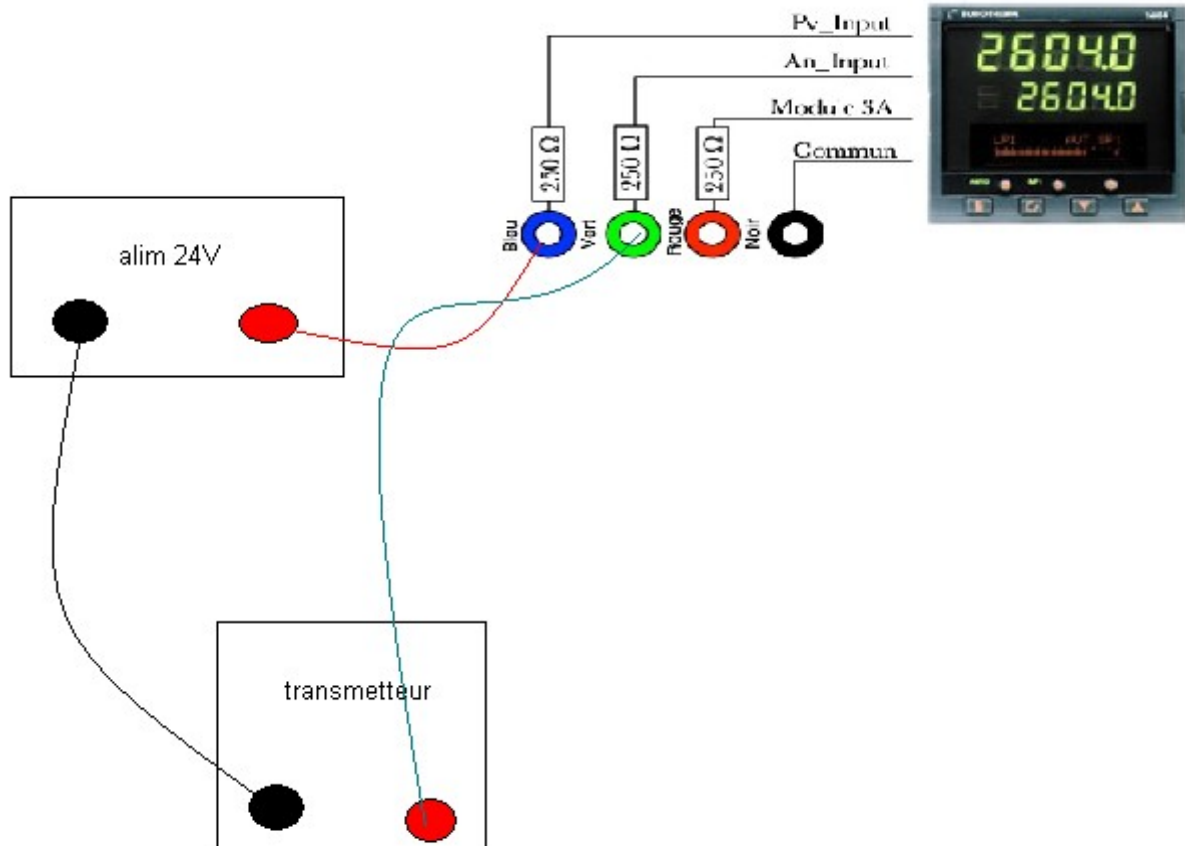 Pv_Input
An_Input
Module 3A
Commun
250 Ω
250 Ω
250 Ω
Bleu
Vert
Rouge
Noir
2604.0
2604.0
alim 24V
transmetteur